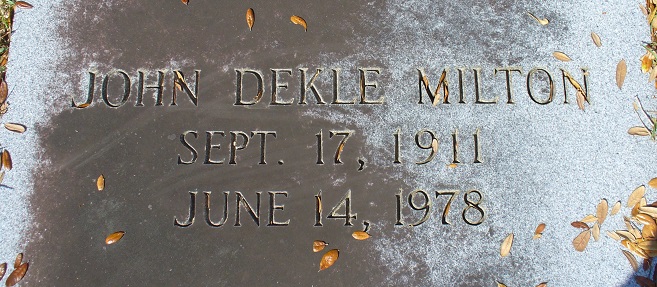 JOHN DEKLE MILTON
SEPT. 17, 1911
JUNE 14, 1978